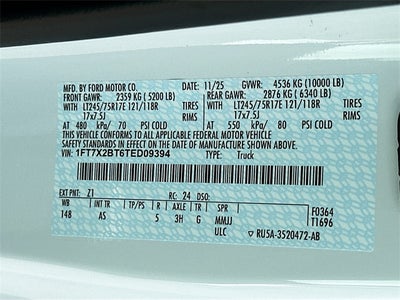 MFD. BY FORD MOTOR CO. 11/25 GVWR: 4536 KG (10000 LB)
FRONT GAWR: 2359 KG (5200 LB) REAR GAWR: 2876 KG (6340 LB)
LT245/75R17E 121/118R TIRES LT245/75R17E 121/118R TIRES
17x7.5J RIMS 17x7.5J RIMS
AT 480 kPa/ 70 PSI COLD AT 550 kPa/ 80 PSI COLD
THIS VEHICLE CONFORMS TO ALL APPLICABLE FEDERAL MOTOR VEHICLE
SAFETY STANDARDS IN EFFECT ON THE DATE OF MANUFACTURE SHOWN ABOVE.
VIN: 1FT7X2BT6TED09394 TYPE: Truck
EXT PNT: Z1 RC: 24 DSO:
WB INT TR TP/PS R AXLE TR SPR F0364
148 AS 5 3H G MMJJ T1696
ULC RU5A-3520472-AB